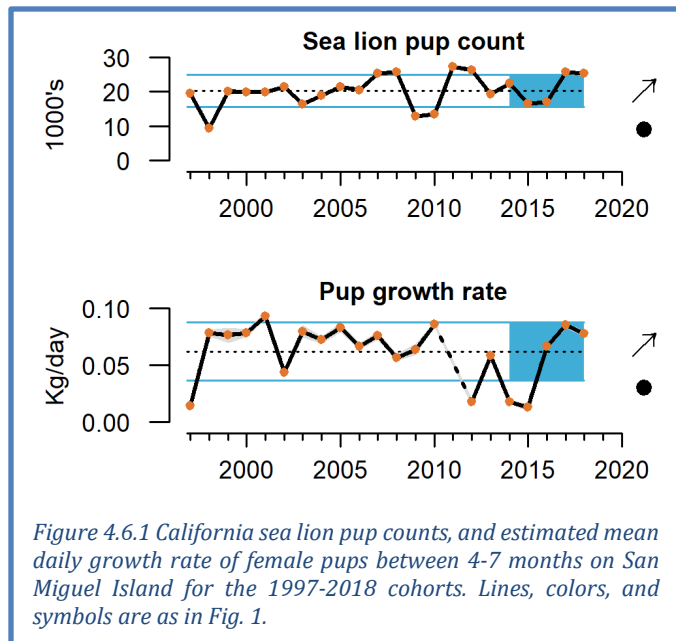 Sea lion pup count
1000's
30
20
10
0
2000 2005 2010 2015 2020
Pup growth rate
Kg/day
0.10
0.05
0.00
2000 2005 2010 2015 2020
Figure 4.6.1 California sea lion pup counts, and estimated mean
daily growth rate of female pups between 4-7 months on San
Miguel Island for the 1997-2018 cohorts. Lines, colors, and
symbols are as in Fig. 1.